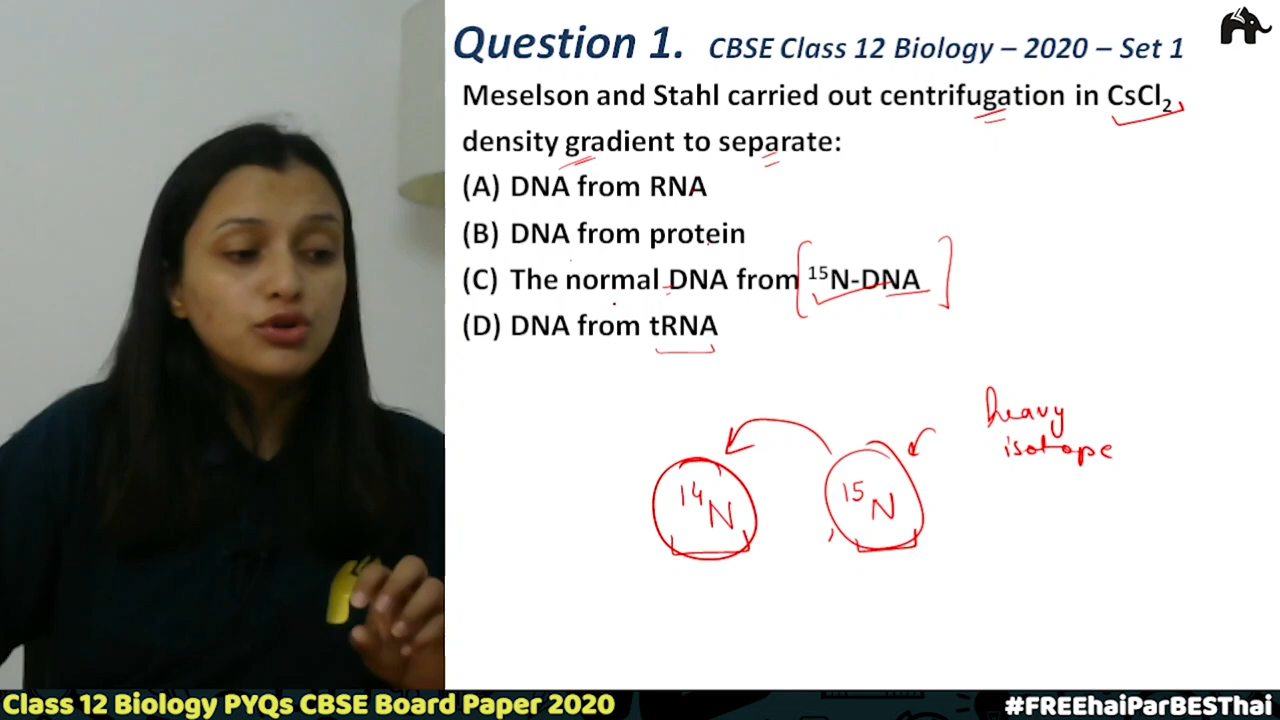 Question 1. CBSE Class 12 Biology – 2020 – Set 1
Meselson and Stahl carried out centrifugation in CsCl₂
density gradient to separate:
(A) DNA from RNA
(B) DNA from protein
(C) The normal DNA from ¹⁵N-DNA
(D) DNA from tRNA
heavy
isotope
¹⁴N ¹⁵N
Class 12 Biology PYQs CBSE Board Paper 2020
#FREEhaiParBESThai